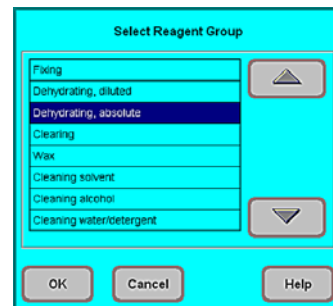 Select Reagent Group
Fixing
Dehydrating, diluted
Dehydrating, absolute
Clearing
Wax
Cleaning solvent
Cleaning alcohol
Cleaning water/detergent
OK
Cancel
Help